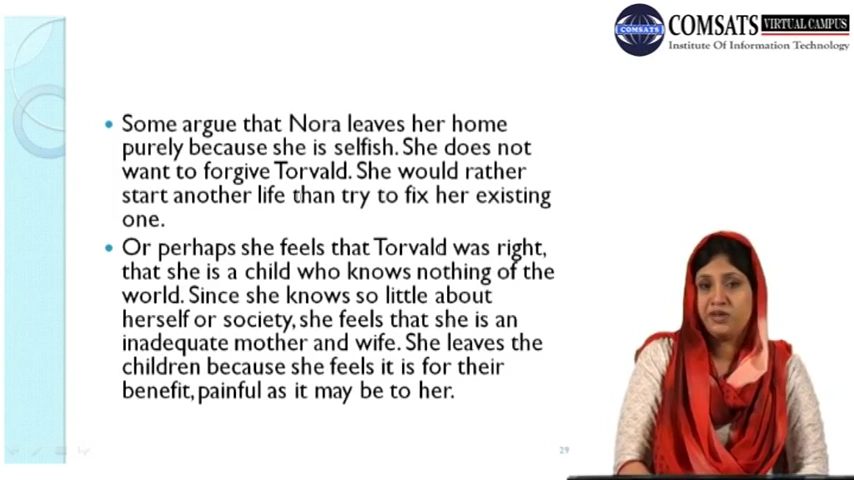 COMSATS VIRTUAL CAMPUS
COMSATS
Institute Of Information Technology
Some argue that Nora leaves her home
purely because she is selfish. She does not
want to forgive Torvald. She would rather
start another life than try to fix her existing
one.
Or perhaps she feels that Torvald was right,
that she is a child who knows nothing of the
world. Since she knows so little about
herself or society, she feels that she is an
inadequate mother and wife. She leaves the
children because she feels it is for their
benefit, painful as it may be to her.
29